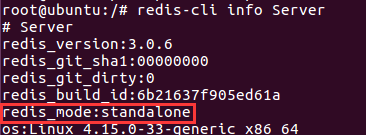 root@ubuntu:/# redis-cli info Server
# Server
redis_version:3.0.6
redis_git_sha1:00000000
redis_git_dirty:0
redis_build_id:6b21637f905ed61a
redis_mode:standalone
os:Linux 4.15.0-33-generic x86_64